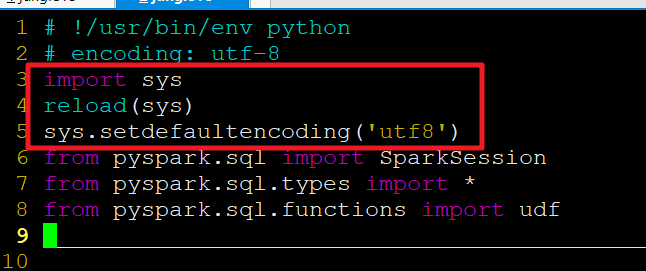 1 # !/usr/bin/env python
2 # encoding: utf-8
3 import sys
4 reload(sys)
5 sys.setdefaultencoding('utf8')
6 from pyspark.sql import SparkSession
7 from pyspark.sql.types import *
8 from pyspark.sql.functions import udf
9
10